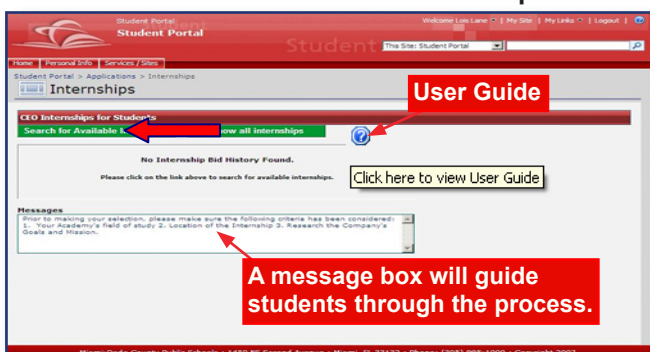 Student Portal
Welcome Lois Lane | My Site | My Links | Logout |
Student Portal
Student
This Site: Student Portal
Home Personal Info Services / Sites
Student Portal > Applications > Internships
Internships
User Guide
CEO Internships for Students
Search for Available ow all internships
No Internship Bid History Found.
Please click on the link above to search for available internships.
Click here to view User Guide
Messages
Prior to making your selection, please make sure the following criteria has been considered:
1. Your Academy's field of study 2. Location of the Internship 3. Research the Company's
Goals and Mission.
A message box will guide
students through the process.